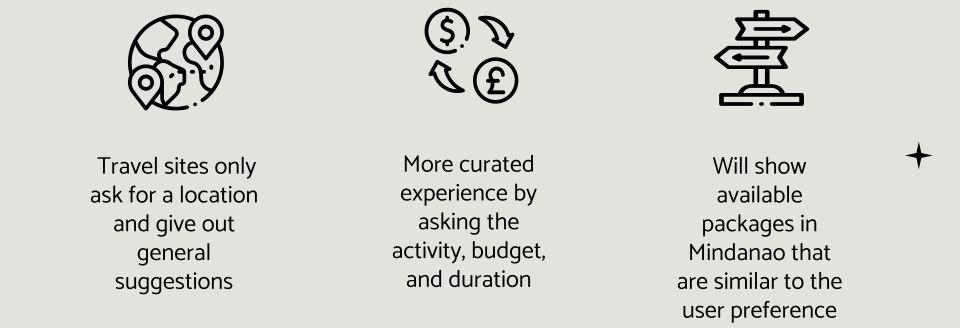 $
£
Travel sites only
ask for a location
and give out
general
suggestions
More curated
experience by
asking the
activity, budget,
and duration
Will show
available
packages in
Mindanao that
are similar to the
user preference